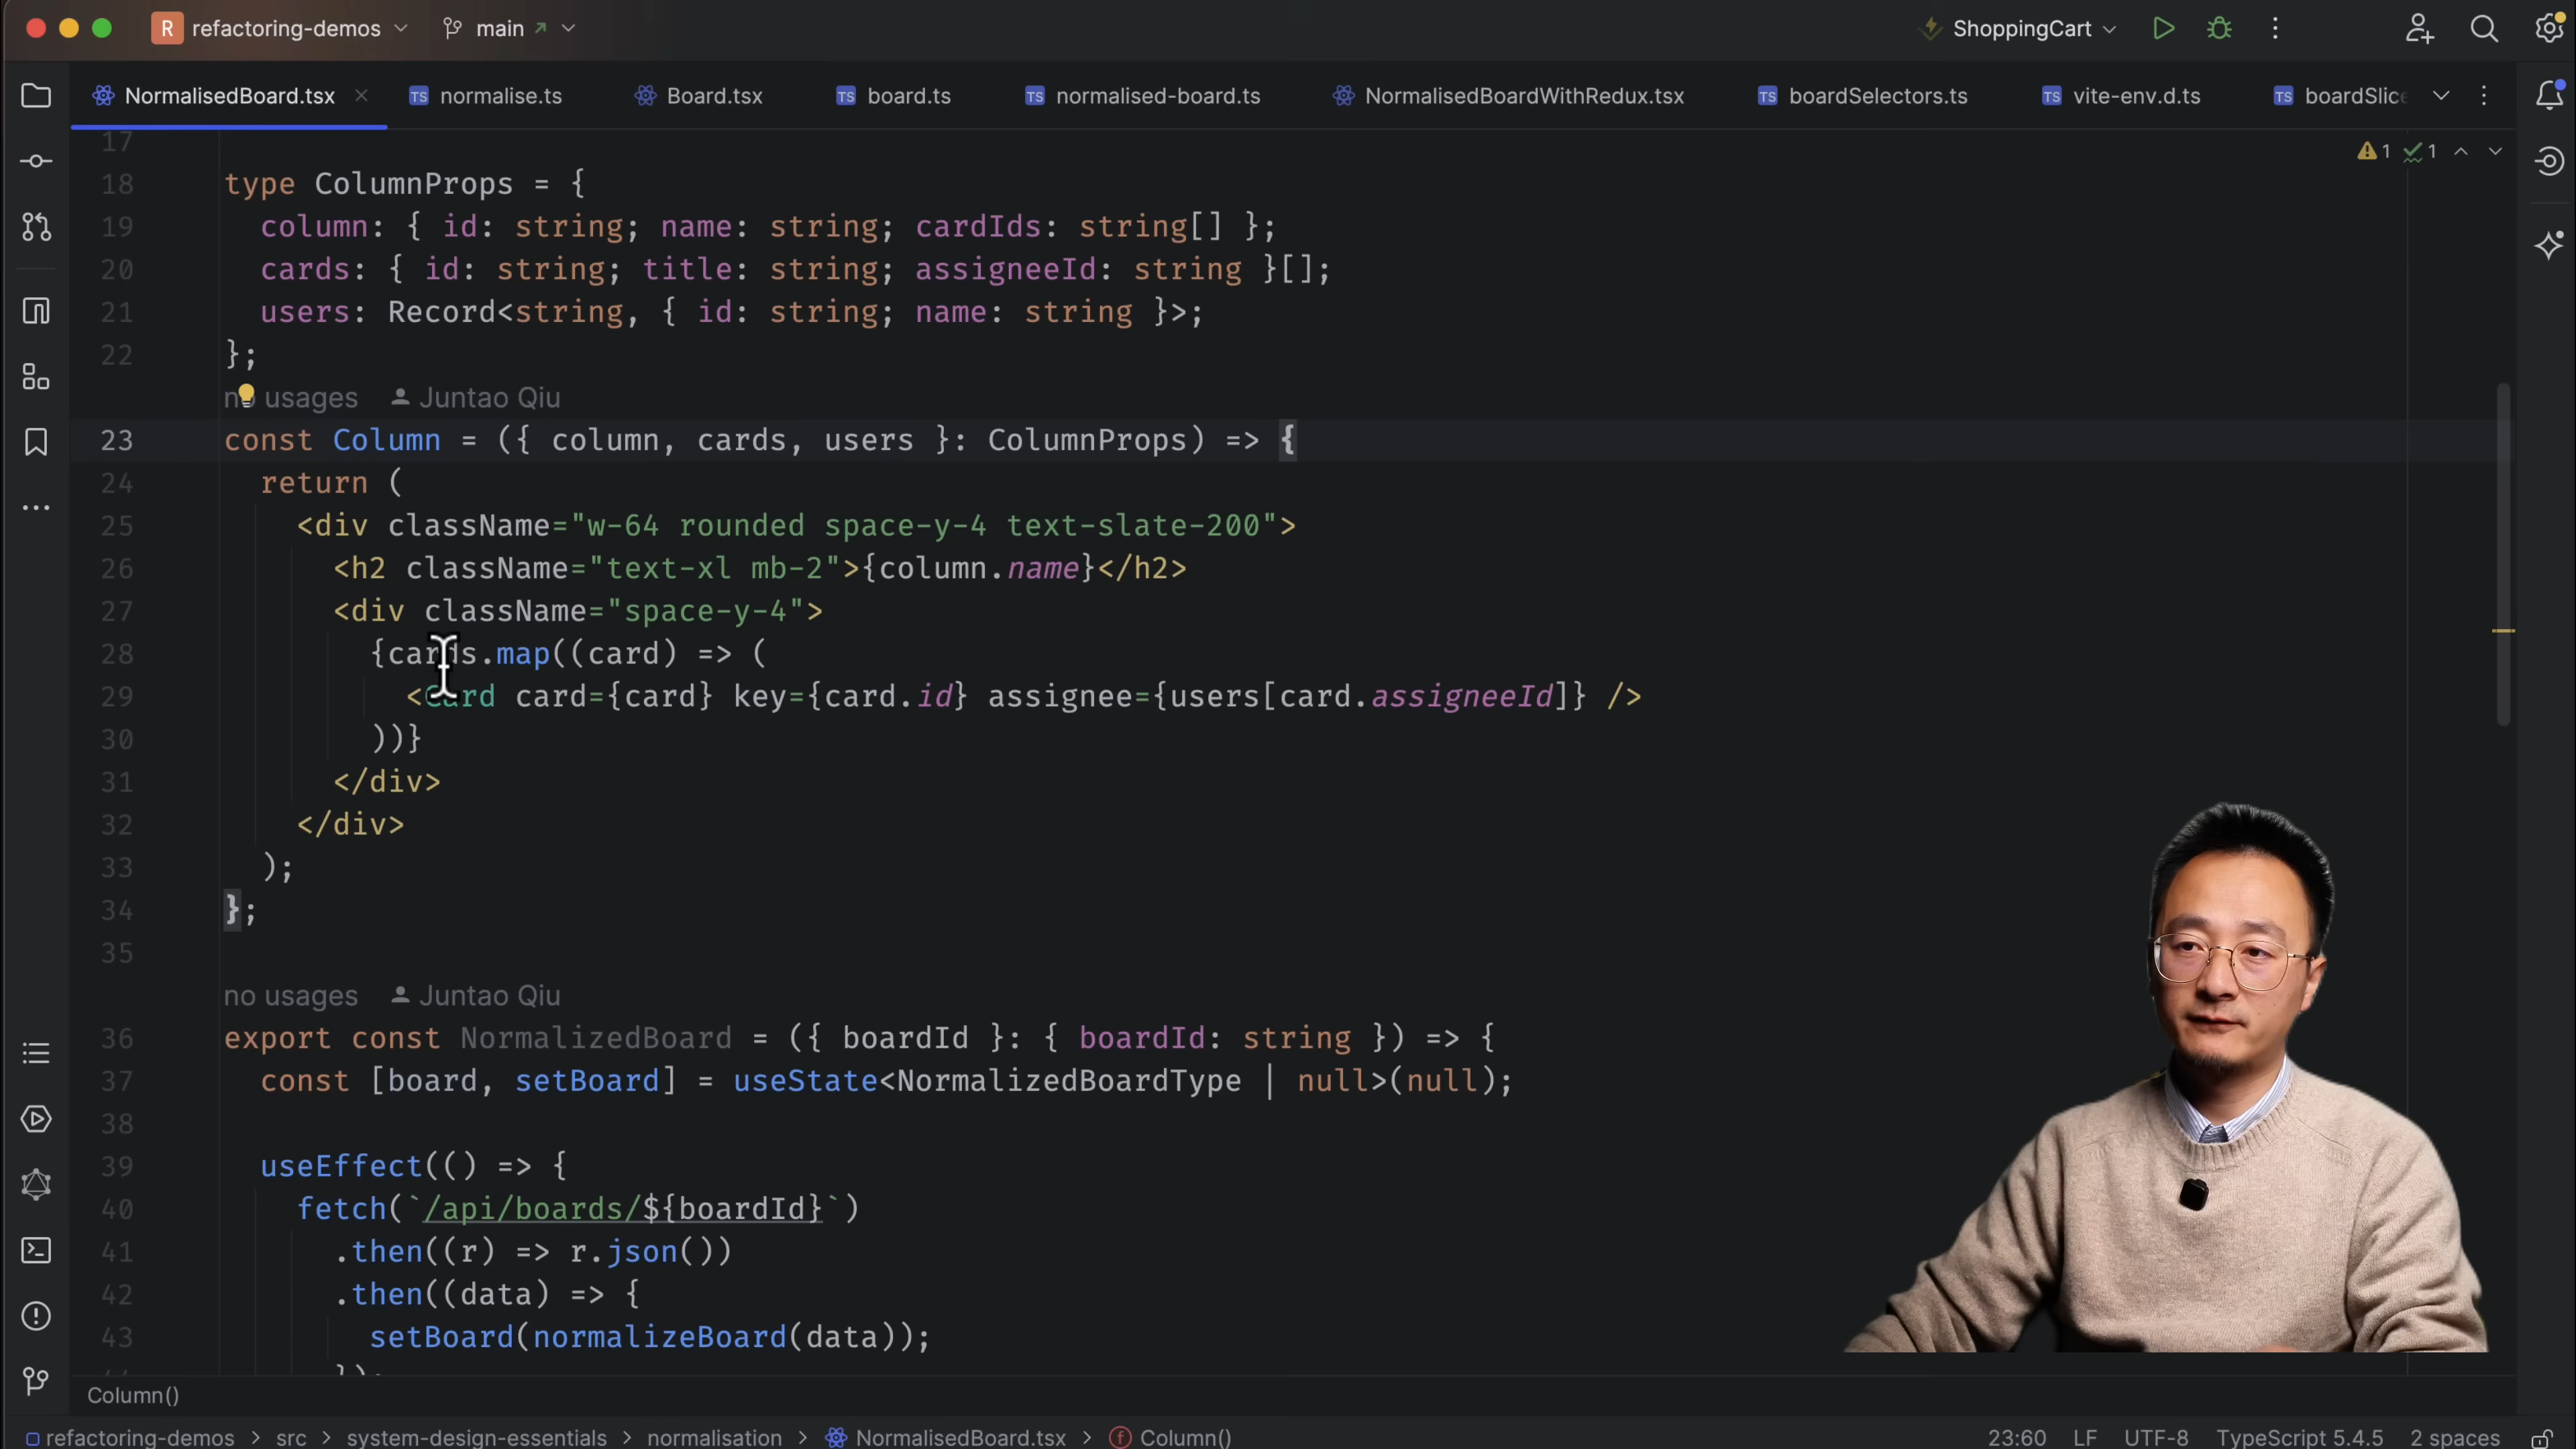 R refactoring-demos main ShoppingCart
NormalisedBoard.tsx TS normalise.ts Board.tsx TS board.ts TS normalised-board.ts NormalisedBoardWithRedux.tsx TS boardSelectors.ts TS vite-env.d.ts TS boardSlice
1 1
17
18 type ColumnProps = {
19 column: { id: string; name: string; cardIds: string[] };
20 cards: { id: string; title: string; assigneeId: string }[];
21 users: Record<string, { id: string; name: string }>;
22 };
no usages Juntao Qiu
23 const Column = ({ column, cards, users }: ColumnProps) => {
24 return (
25 <div className="w-64 rounded space-y-4 text-slate-200">
26 <h2 className="text-xl mb-2">{column.name}</h2>
27 <div className="space-y-4">
28 {cards.map((card) => (
29 <Card card={card} key={card.id} assignee={users[card.assigneeId]} />
30 ))}
31 </div>
32 </div>
33 );
34 };
35
no usages Juntao Qiu
36 export const NormalizedBoard = ({ boardId }: { boardId: string }) => {
37 const [board, setBoard] = useState<NormalizedBoardType | null>(null);
38
39 useEffect(() => {
40 fetch(`/api/boards/${boardId}`)
41 .then((r) => r.json())
42 .then((data) => {
43 setBoard(normalizeBoard(data));
});
Column()
refactoring-demos > src > system-design-essentials > normalisation > NormalisedBoard.tsx > f Column() 23:60 LF UTF-8 TypeScript 5.4.5 2 spaces